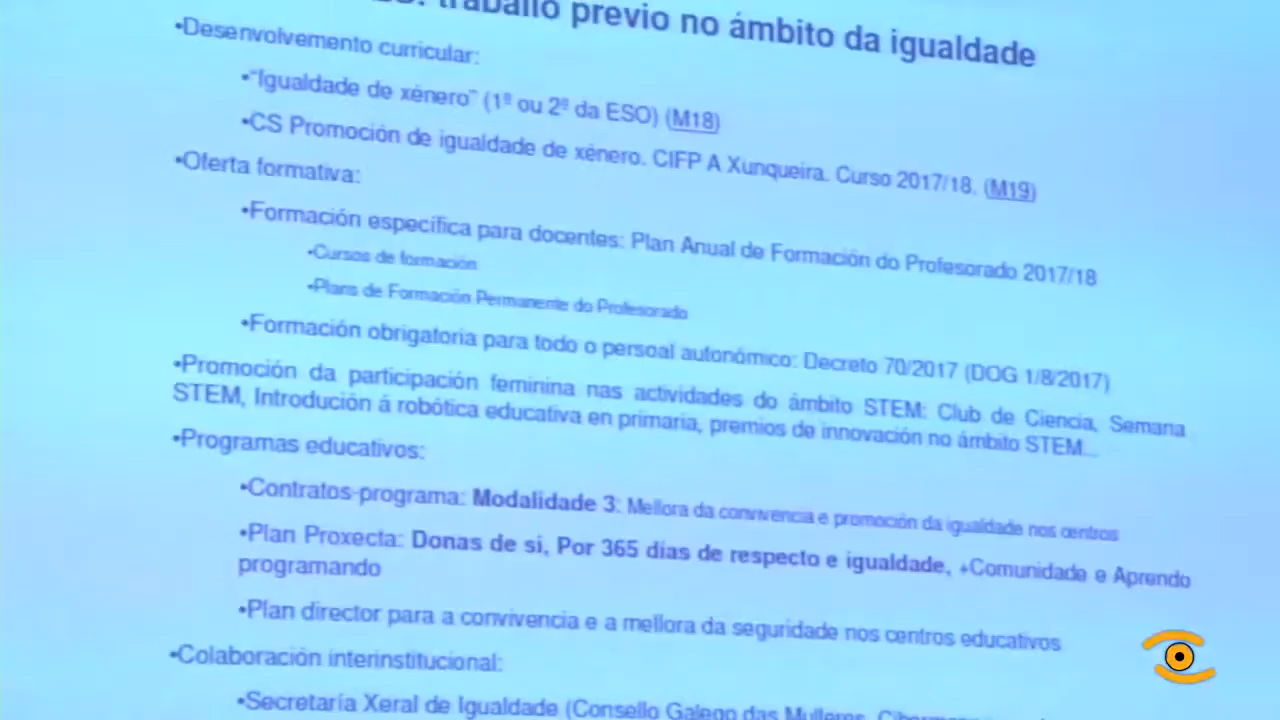 traballo previo no ámbito da igualdade
•Desenvolvemento curricular:
•"Igualdade de xénero" (1º ou 2º da ESO) (M18)
•CS Promoción de igualdade de xénero. CIFP A Xunqueira. Curso 2017/18. (M19)
•Oferta formativa:
•Formación específica para docentes: Plan Anual de Formación do Profesorado 2017/18
•Cursos de formación
•Plans de Formación Permanente do Profesorado
•Formación obrigatoria para todo o persoal autonómico: Decreto 70/2017 (DOG 1/8/2017)
•Promoción da participación feminina nas actividades do ámbito STEM: Club de Ciencia, Semana
STEM, Introdución á robótica educativa en primaria, premios de innovación no ámbito STEM...
•Programas educativos:
•Contratos-programa: Modalidade 3: Mellora da convivencia e promoción da igualdade nos centros
•Plan Proxecta: Donas de si, Por 365 días de respecto e igualdade, +Comunidade e Aprendo
programando
•Plan director para a convivencia e a mellora da seguridade nos centros educativos
•Colaboración interinstitucional:
•Secretaría Xeral de Igualdade (Consello Galego das Mulleres,